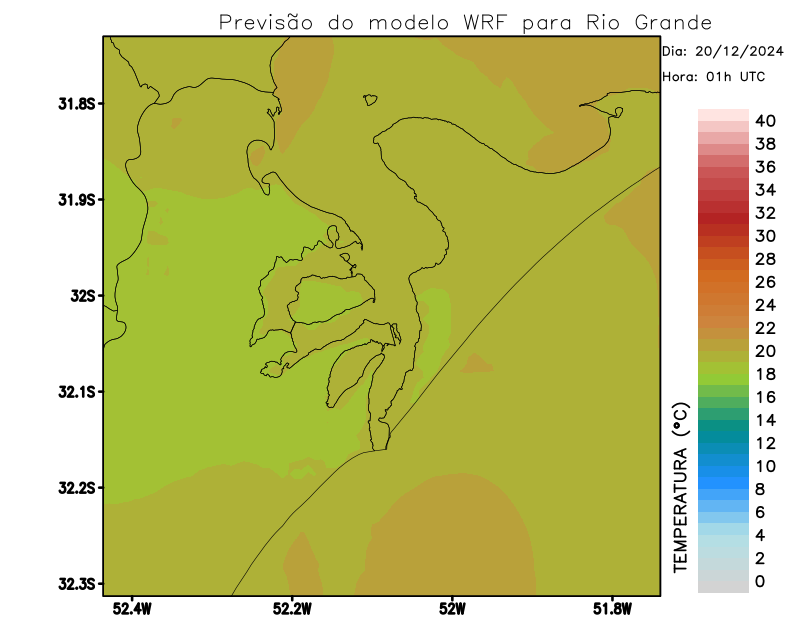 Previsão do modelo WRF para Rio Grande
Dia: 20/12/2024
Hora: 01h UTC
31.8S
31.9S
32S
32.1S
32.2S
32.3S
52.4W
52.2W
52W
51.8W
TEMPERATURA (°C)
40
38
36
34
32
30
28
26
24
22
20
18
16
14
12
10
8
6
4
2
0